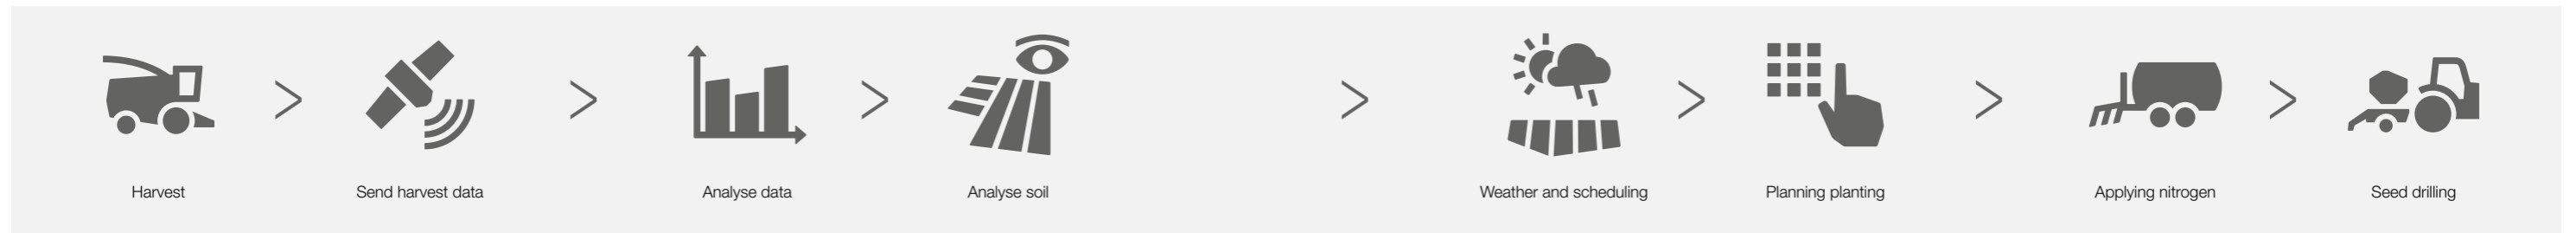 Harvest
Send harvest data
Analyse data
Analyse soil
Weather and scheduling
Planning planting
Applying nitrogen
Seed drilling